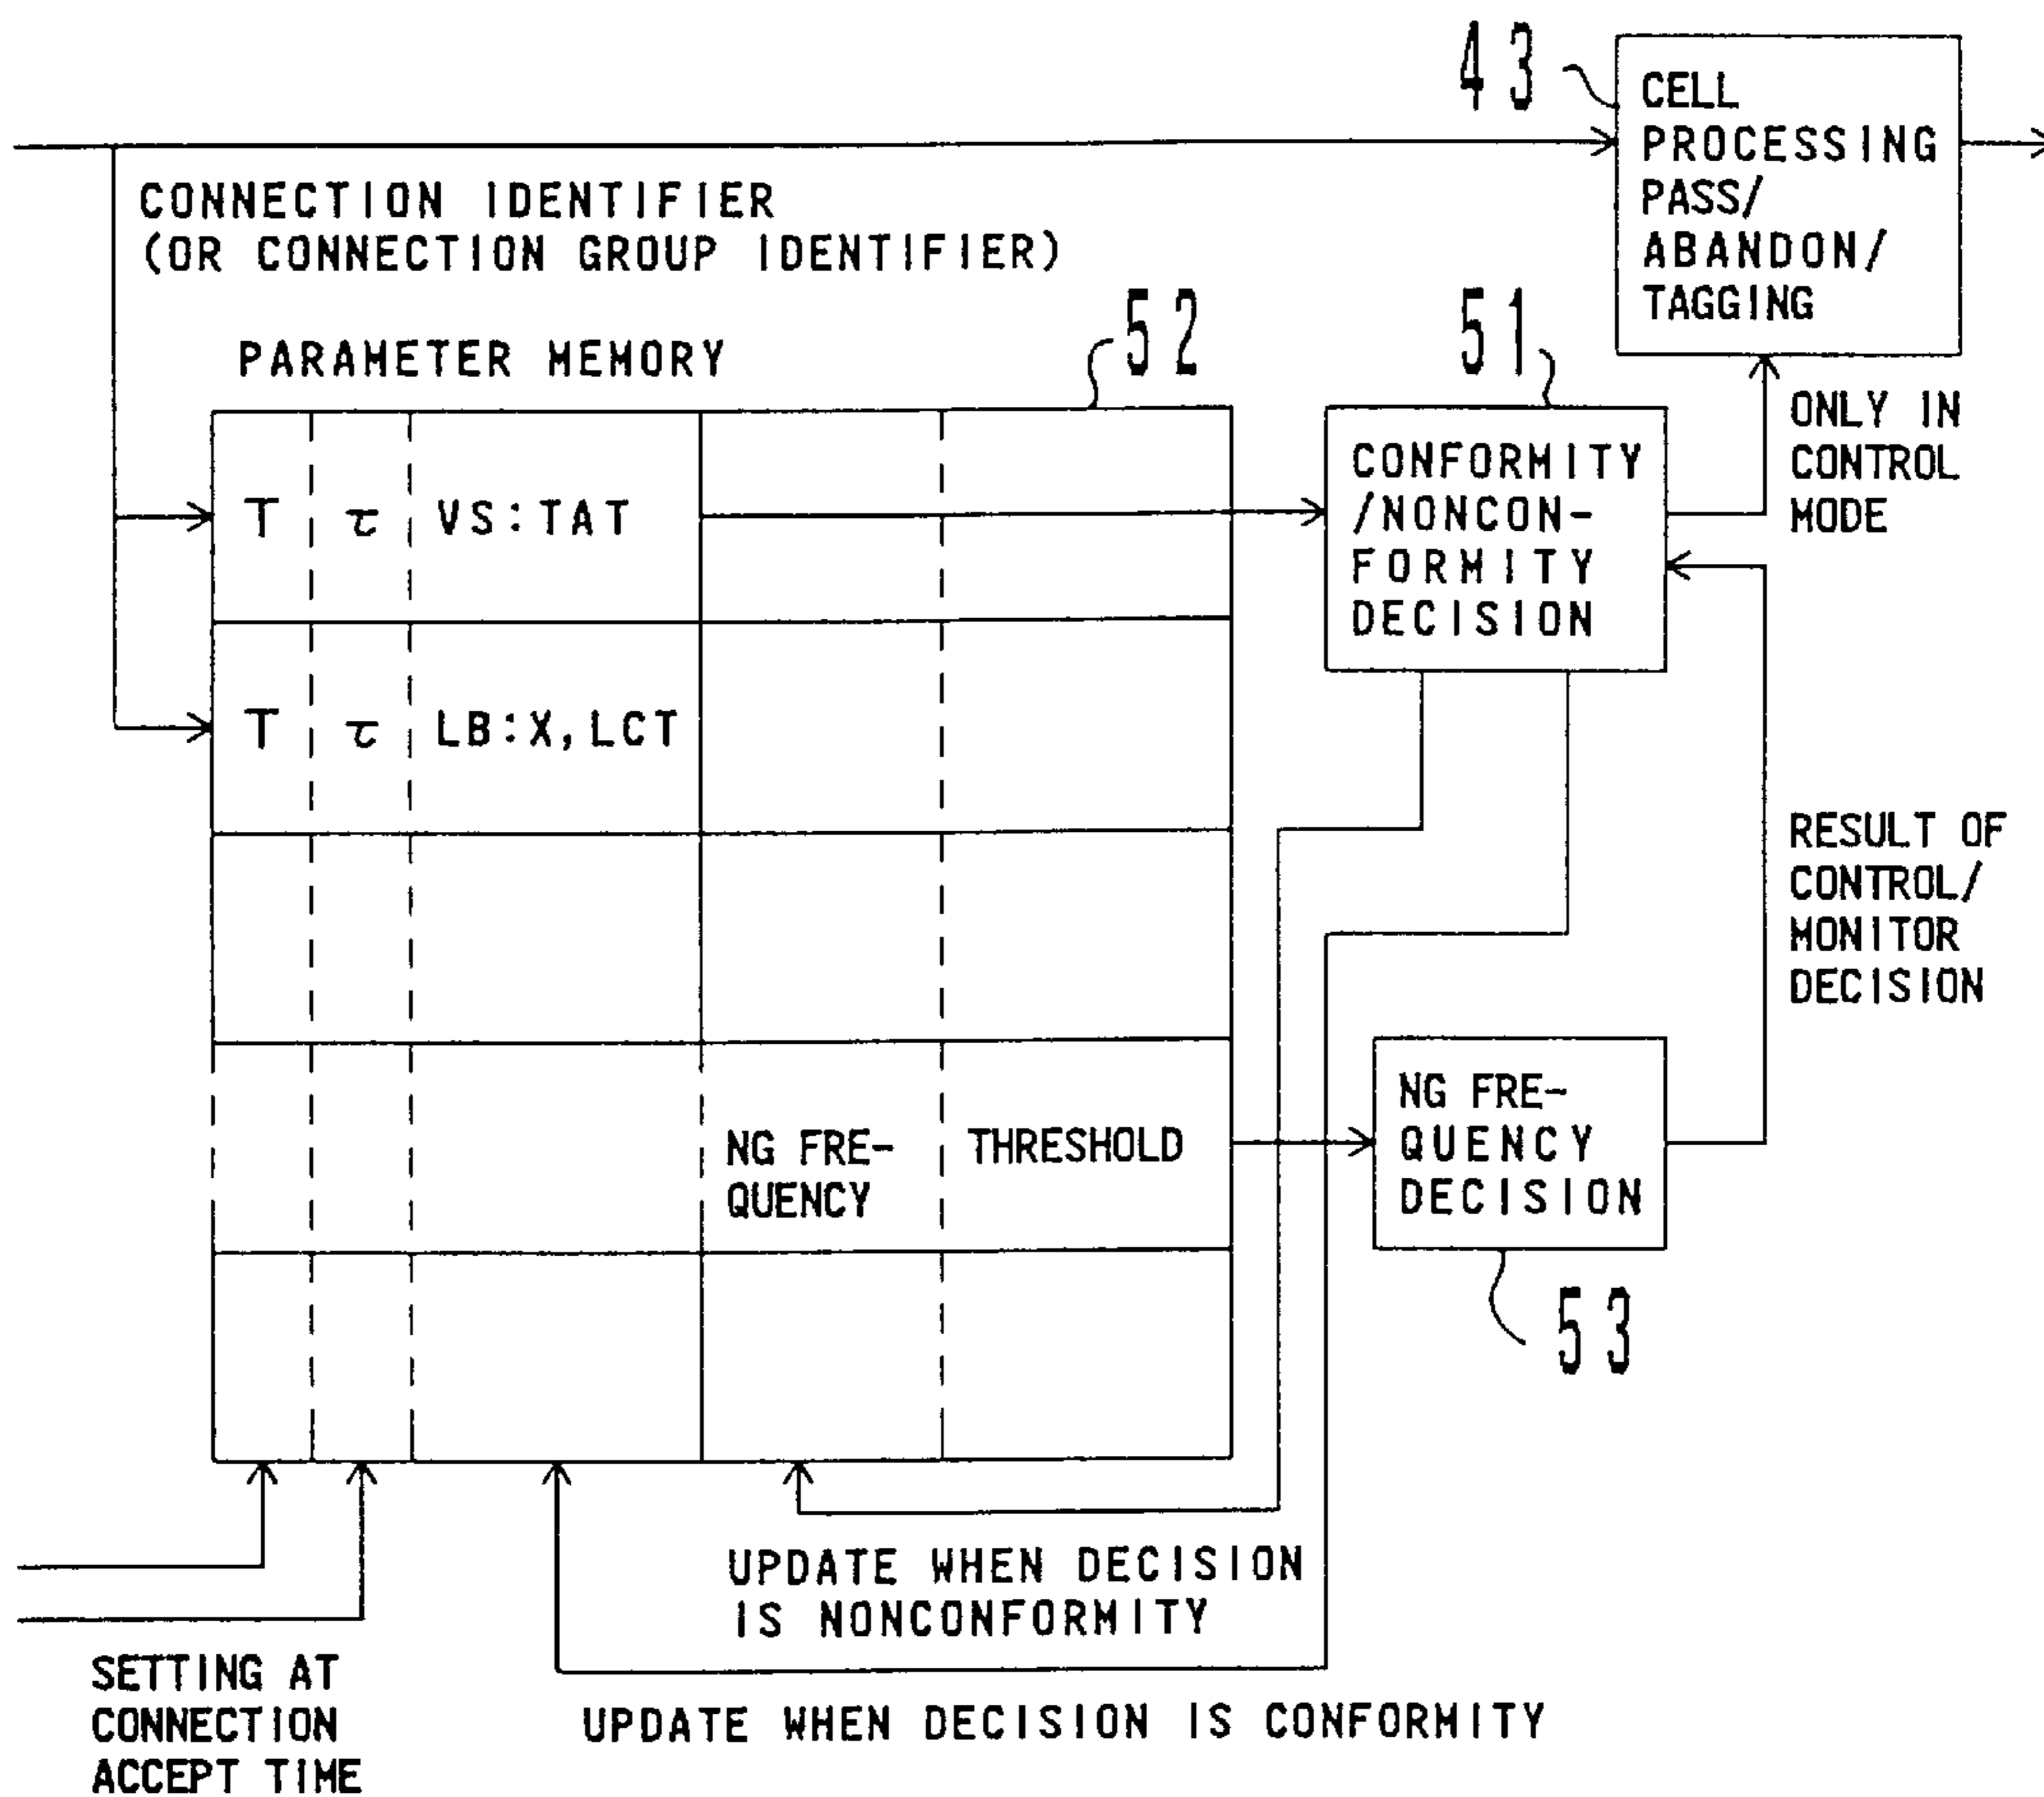 43
CELL
PROCESSING
PASS/
ABANDON/
TAGGING
CONNECTION IDENTIFIER
(OR CONNECTION GROUP IDENTIFIER)
PARAMETER MEMORY
52
51
ONLY IN
CONTROL
MODE
T τ VS:TAT
CONFORMITY
/NONCON-
FORMITY
DECISION
T τ LB:X, LCT
RESULT OF
CONTROL/
MONITOR
DECISION
NG FRE-
QUENCY
THRESHOLD
NG FRE-
QUENCY
DECISION
53
UPDATE WHEN DECISION
IS NONCONFORMITY
SETTING AT
CONNECTION
ACCEPT TIME
UPDATE WHEN DECISION IS CONFORMITY